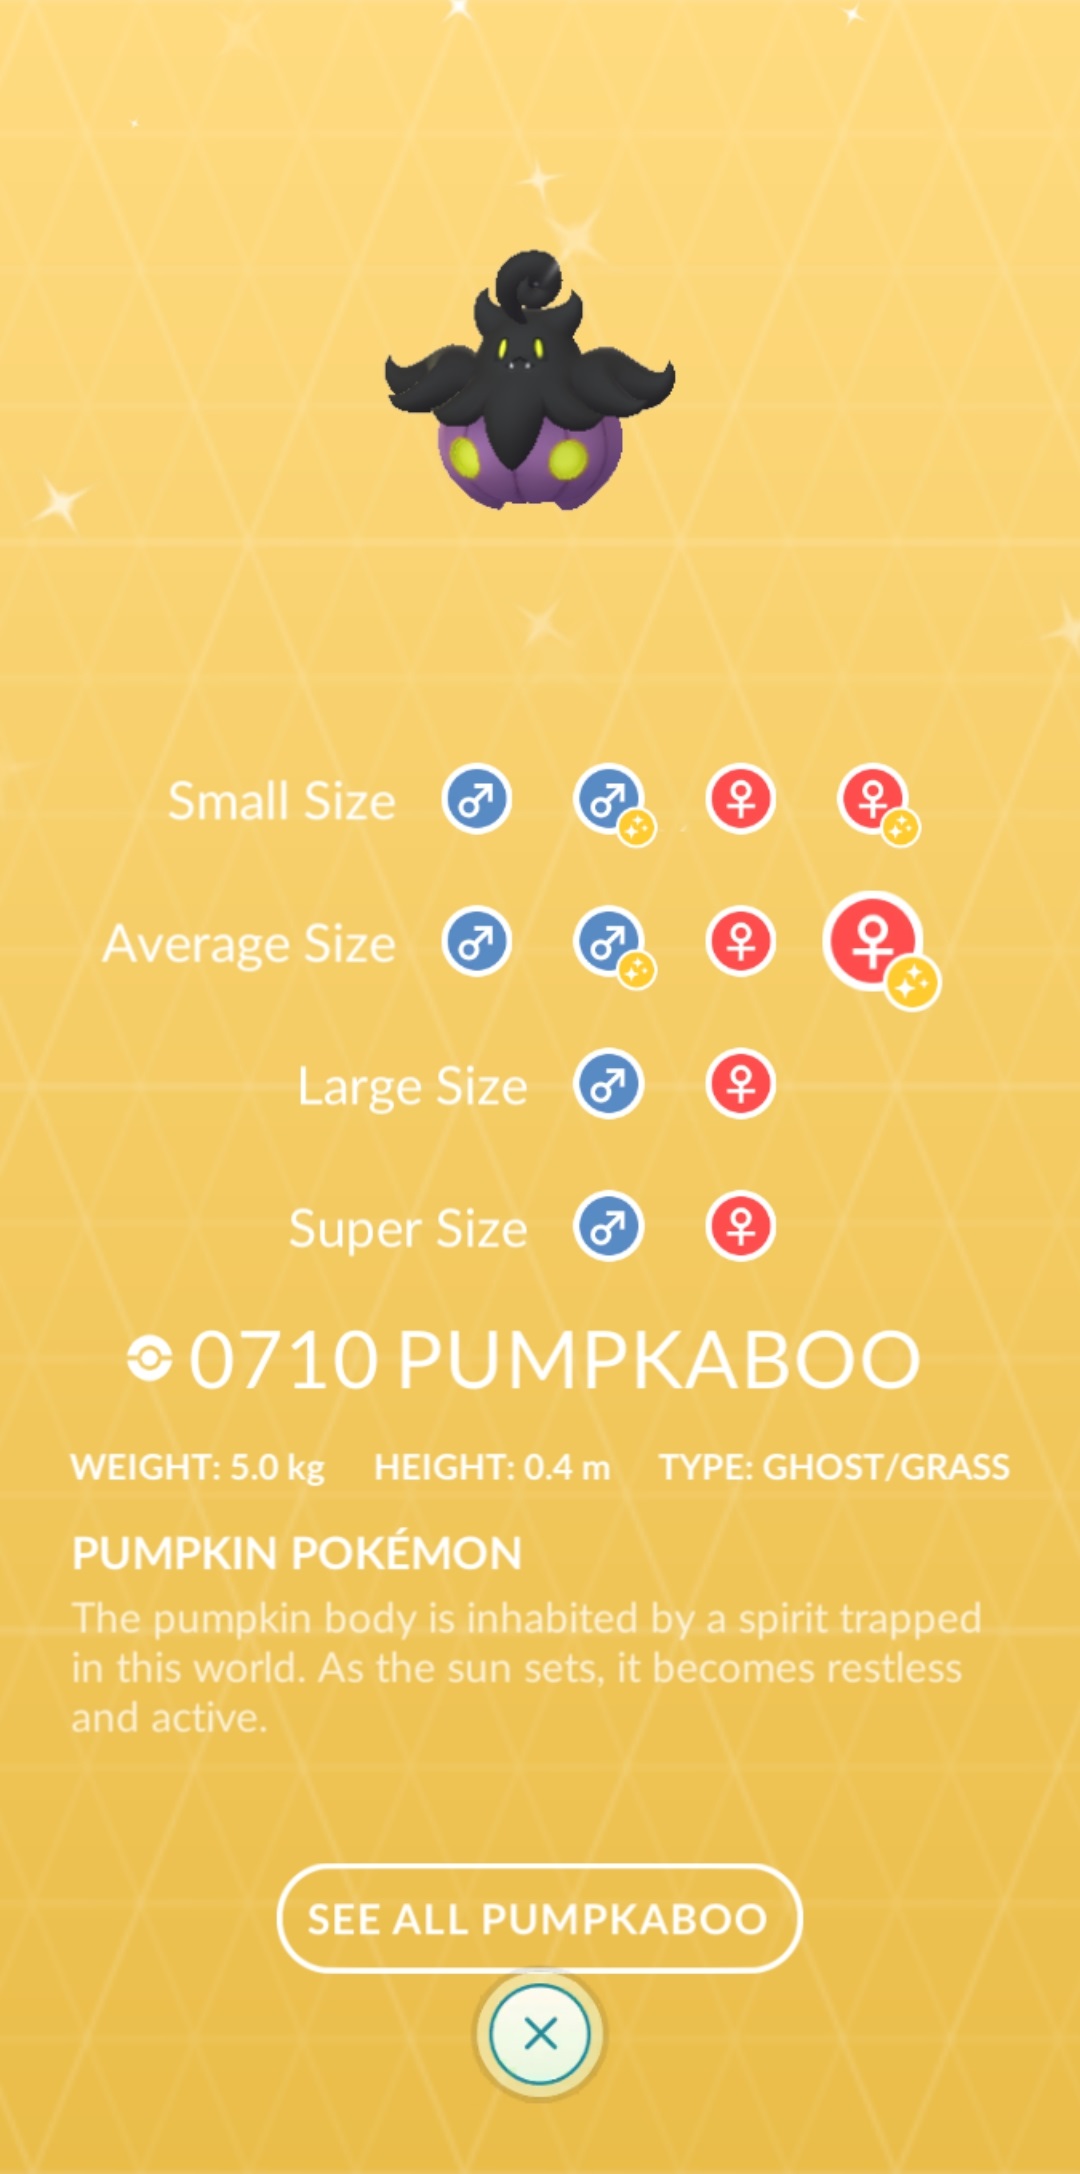 Small Size
Average Size
Large Size
Super Size
0710 PUMPKABOO
WEIGHT: 5.0 kg HEIGHT: 0.4 m TYPE: GHOST/GRASS
PUMPKIN POKÉMON
The pumpkin body is inhabited by a spirit trapped
in this world. As the sun sets, it becomes restless
and active.
SEE ALL PUMPKABOO